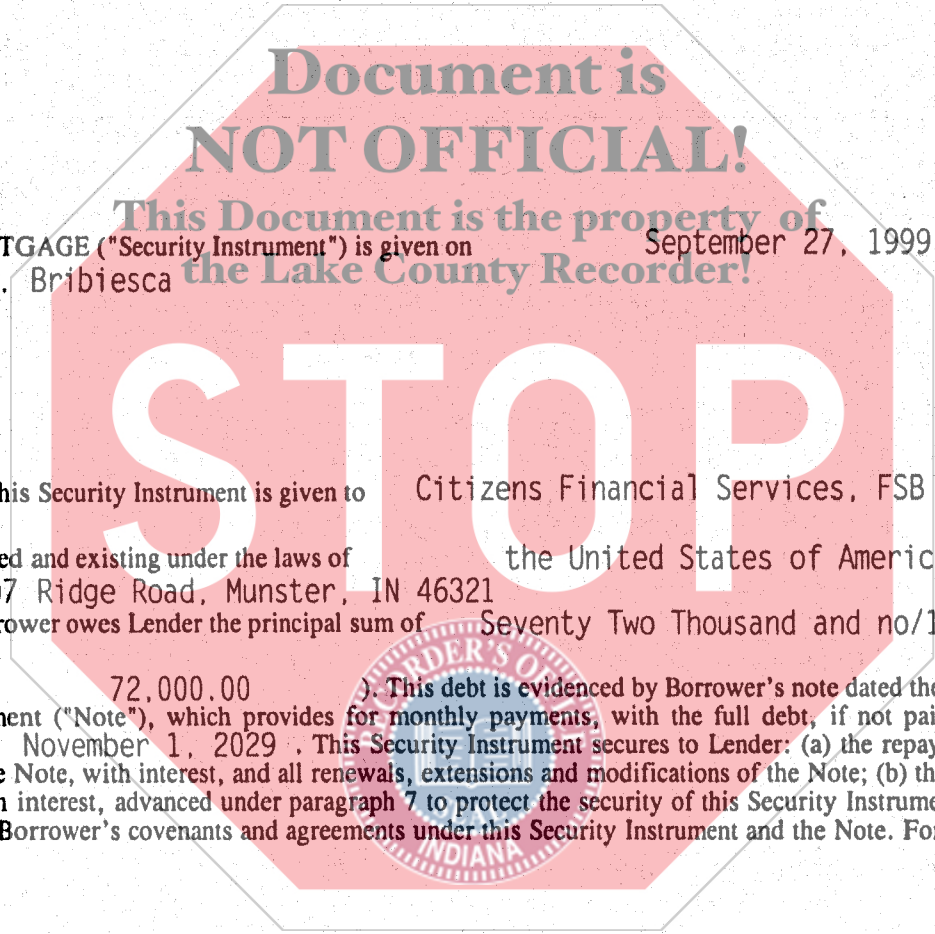 Document is
NOT OFFICIAL!
This Document is the property of
the Lake County Recorder!
TGAGE ("Security Instrument") is given on September 27, 1999
. Bribiesca
STOP
his Security Instrument is given to Citizens Financial Services, FSB
ed and existing under the laws of the United States of Americ
7 Ridge Road, Munster, IN 46321
rower owes Lender the principal sum of Seventy Two Thousand and no/1
72,000.00 ). This debt is evidenced by Borrower's note dated the
ent ("Note"), which provides for monthly payments, with the full debt, if not pai
November 1, 2029 . This Security Instrument secures to Lender: (a) the repay
e Note, with interest, and all renewals, extensions and modifications of the Note; (b) th
n interest, advanced under paragraph 7 to protect the security of this Security Instrume
Borrower's covenants and agreements under this Security Instrument and the Note. For
RECORDER'S OF
SEAL
INDIANA